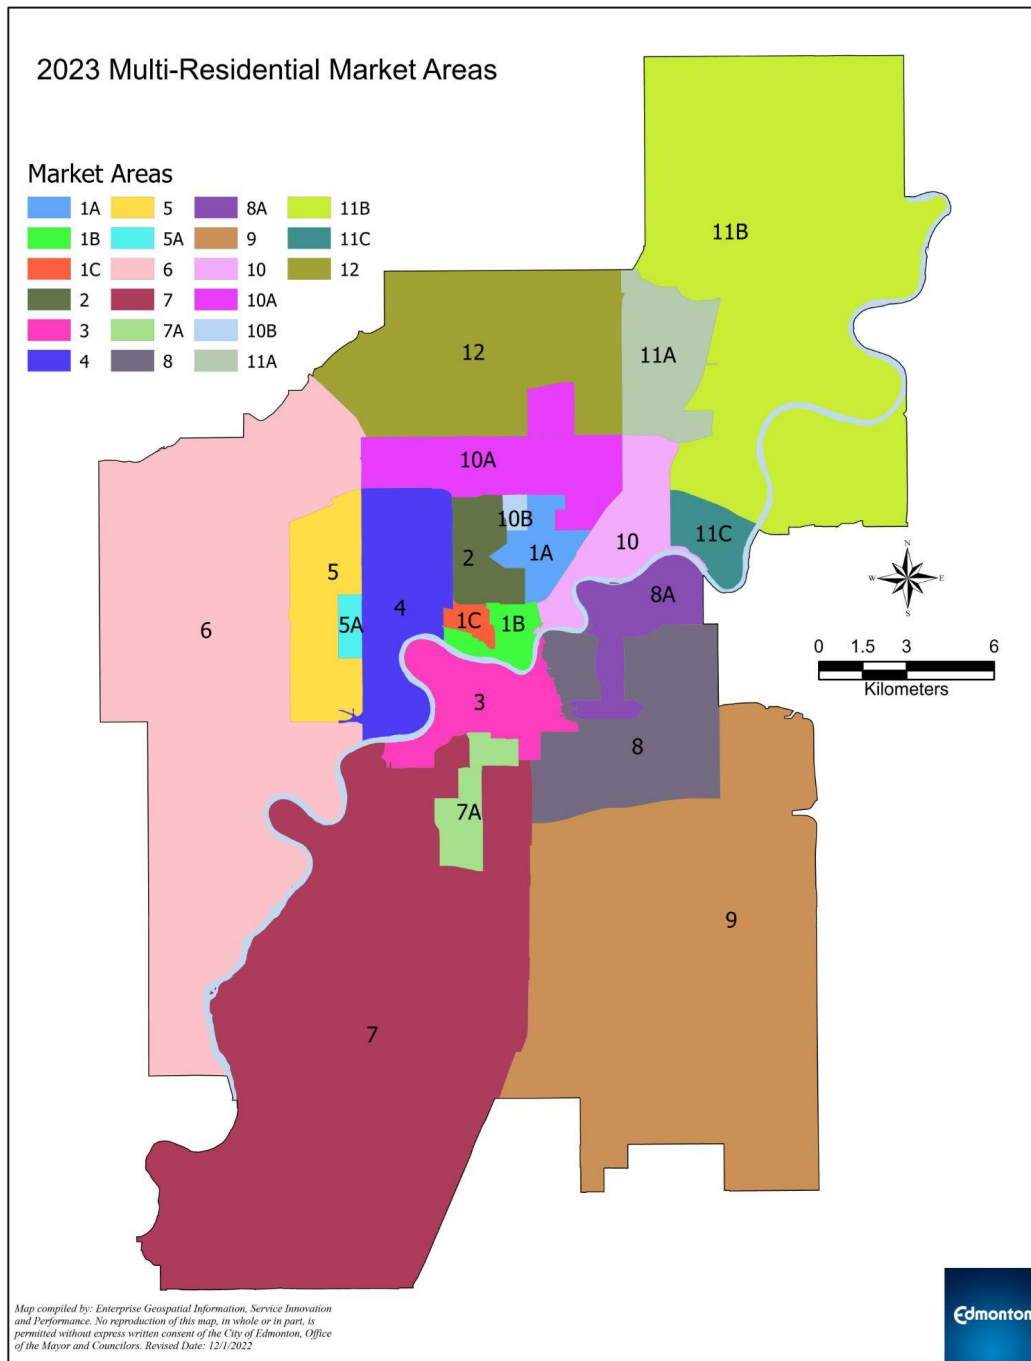 2023 Multi-Residential Market Areas
Market Areas
1A
1B
1C
2
3
4
5
5A
6
7
7A
8
8A
9
10
10A
10B
11A
11B
11C
12
11B
12
11A
10A
10B
1A
10
11C
2
5
4
5A
6
1C
1B
8A
3
8
7A
9
7
N
W
E
S
0 1.5 3 6
Kilometers
Map compiled by: Enterprise Geospatial Information, Service Innovation
and Performance. No reproduction of this map, in whole or in part, is
permitted without express written consent of the City of Edmonton, Office
of the Mayor and Councilors. Revised Date: 12/1/2022
Edmonton